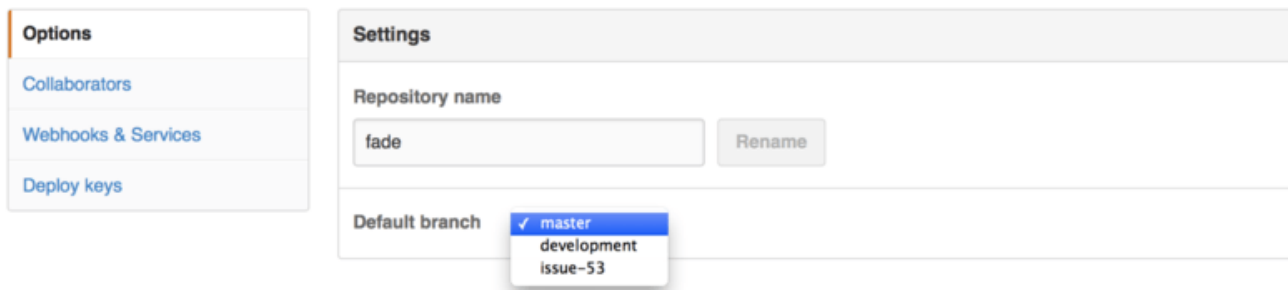 Options
Collaborators
Webhooks & Services
Deploy keys
Settings
Repository name
fade
Rename
Default branch
✓ master
development
issue-53